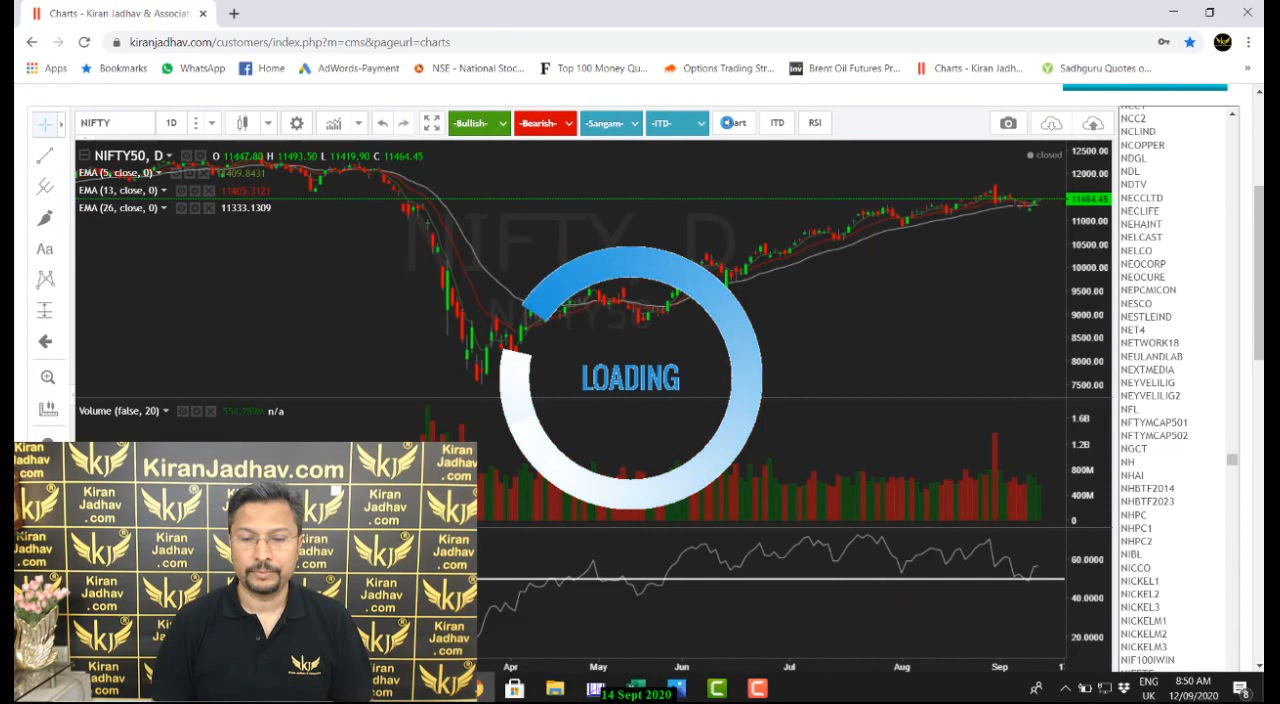 Charts - Kiran Jadhav & Associat
kiranjadhav.com/customers/index.php?m=cms&pageurl=charts
Apps Bookmarks WhatsApp Home AdWords-Payment NSE - National Stoc... Top 100 Money Qu... Options Trading Str... Inv Brent Oil Futures Pr... Charts - Kiran Jadh... Sadhguru Quotes o...
NIFTY 1D -Bullish- -Bearish- -Sangam- -ITD- ITD RSI
NIFTY50, D O 11447.80 H 11493.50 L 11419.90 C 11464.45
closed
EMA (5, close, 0)
EMA (13, close, 0) 11405.3121
EMA (26, close, 0) 11333.1309
NIFTY, D
NIFTY50
LOADING
12500.00
12000.00
11464.45
11000.00
10500.00
10000.00
9500.00
9000.00
8500.00
8000.00
7500.00
Volume (false, 20) n/a
1.6B
1.2B
800M
400M
0
60.0000
40.0000
20.0000
Apr May Jun Jul Aug Sep
Aa
NCC2
NCLIND
NCOPPER
NDGL
NDL
NDTV
NECCLTD
NECLIFE
NEHAINT
NELCAST
NELCO
NEOCORP
NEOCURE
NEPCMICON
NESCO
NESTLEIND
NET4
NETWORK18
NEULANDLAB
NEXTMEDIA
NEYVELILIG
NEYVELILIG2
NFL
NFTYMCAP501
NFTYMCAP502
NGCT
NH
NHAI
NHBTF2014
NHBTF2023
NHPC
NHPC1
NHPC2
NIBL
NICCO
NICKEL1
NICKEL2
NICKEL3
NICKELM1
NICKELM2
NICKELM3
NIF100IWIN
KiranJadhav.com
Kiran Jadhav .com
14 Sept 2020
ENG
UK
8:50 AM
12/09/2020
8